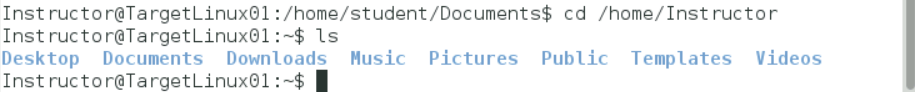 Instructor@TargetLinux01:/home/student/Documents$ cd /home/Instructor
Instructor@TargetLinux01:~$ ls
Desktop  Documents  Downloads  Music  Pictures  Public  Templates  Videos
Instructor@TargetLinux01:~$